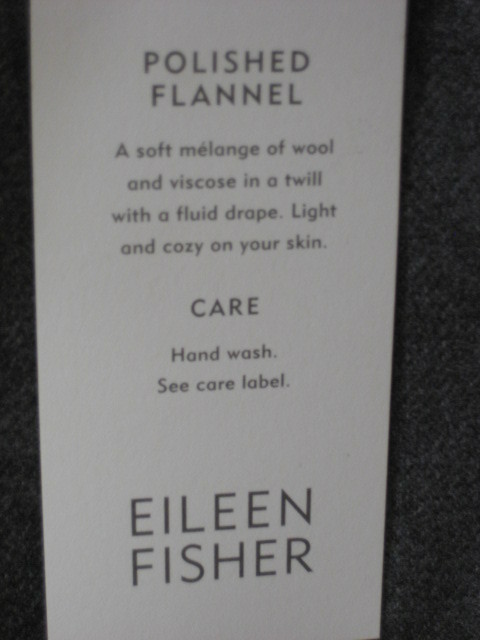 POLISHED
FLANNEL
A soft mélange of wool
and viscose in a twill
with a fluid drape. Light
and cozy on your skin.
CARE
Hand wash.
See care label.
EILEEN
FISHER